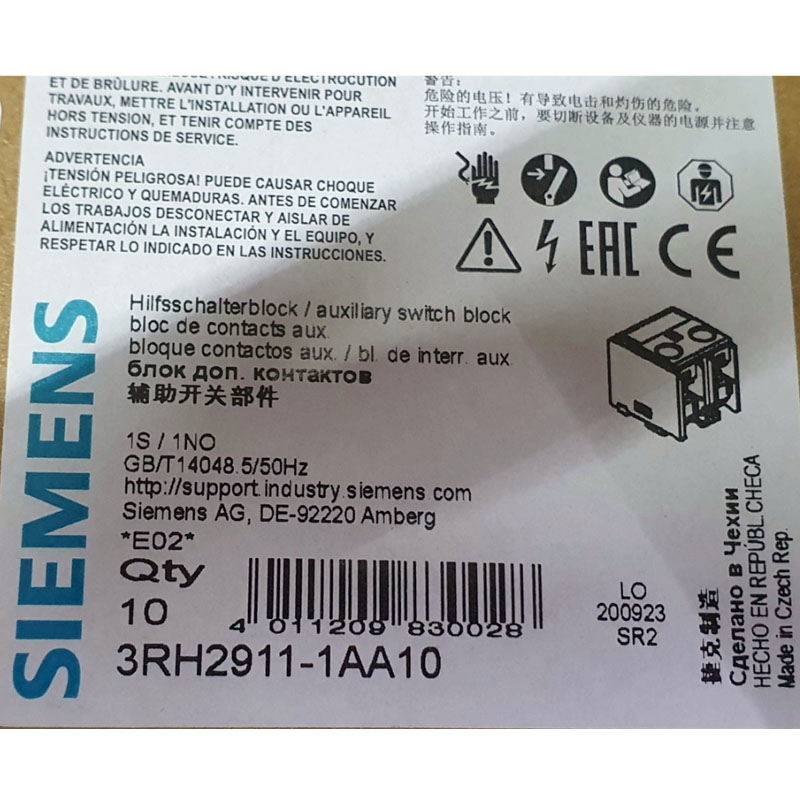 ET DE BRÛLURE. AVANT D'Y INTERVENIR POUR
TRAVAUX, METTRE L'INSTALLATION OU L'APPAREIL
HORS TENSION, ET TENIR COMPTE DES
INSTRUCTIONS DE SERVICE.
ADVERTENCIA
¡TENSIÓN PELIGROSA! PUEDE CAUSAR CHOQUE
ELÉCTRICO Y QUEMADURAS. ANTES DE COMENZAR
LOS TRABAJOS DESCONECTAR Y AISLAR DE
ALIMENTACIÓN LA INSTALACIÓN Y EL EQUIPO, Y
RESPETAR LO INDICADO EN LAS INSTRUCCIONES.
警告:
危险的电压! 有导致电击和灼伤的危险。
开始工作之前, 要切断设备及仪器的电源并注意
操作指南。
EAC CE
SIEMENS
Hilfsschalterblock / auxiliary switch block
bloc de contacts aux.
bloque contactos aux. / bl. de interr. aux.
блок доп. контактов
辅助开关部件
1S / 1NO
GB/T14048.5/50Hz
http://support.industry.siemens.com
Siemens AG, DE-92220 Amberg
*E02*
Qty
10
4 011209 830028
3RH2911-1AA10
LO
200923
SR2
捷克制造
Сделано в Чехии
HECHO EN REPÚBL.CHECA
Made in Czech Rep.